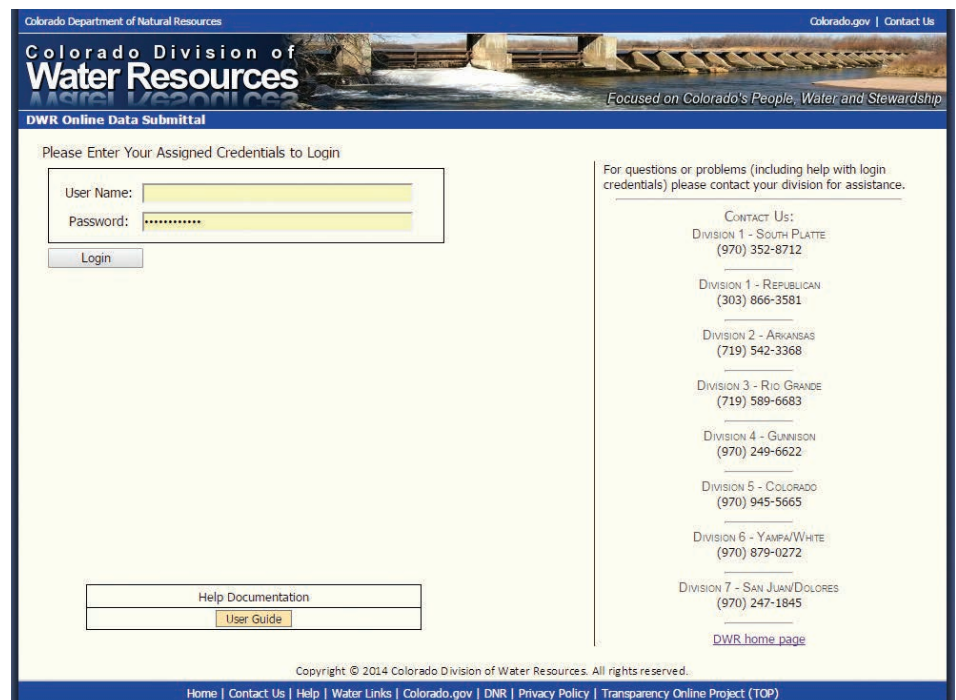 Colorado Department of Natural Resources
Colorado.gov | Contact Us
Colorado Division of
Water Resources
Focused on Colorado's People, Water and Stewardship
DWR Online Data Submittal
Please Enter Your Assigned Credentials to Login
User Name:
Password: ••••••••••••
Login
For questions or problems (including help with login
credentials) please contact your division for assistance.
Contact Us:
Division 1 - South Platte
(970) 352-8712
Division 1 - Republican
(303) 866-3581
Division 2 - Arkansas
(719) 542-3368
Division 3 - Rio Grande
(719) 589-6683
Division 4 - Gunnison
(970) 249-6622
Division 5 - Colorado
(970) 945-5665
Division 6 - Yampa/White
(970) 879-0272
Division 7 - San Juan/Dolores
(970) 247-1845
DWR home page
Help Documentation
User Guide
Copyright © 2014 Colorado Division of Water Resources. All rights reserved.
Home | Contact Us | Help | Water Links | Colorado.gov | DNR | Privacy Policy | Transparency Online Project (TOP)